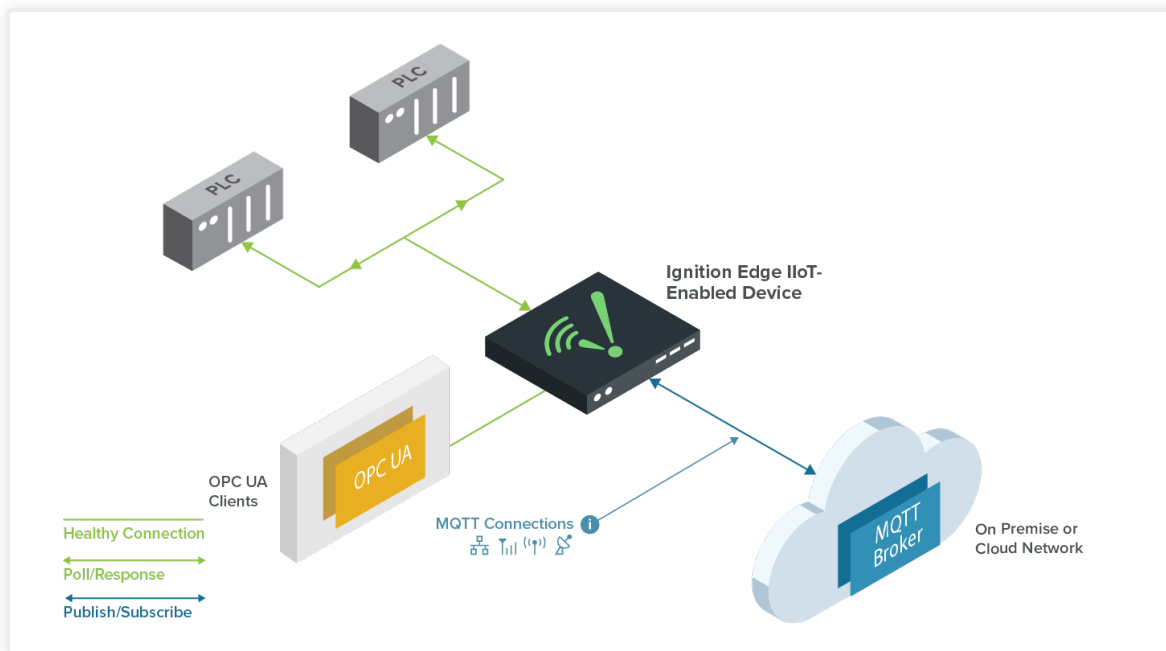 PLC
PLC
Ignition Edge IIoT-
Enabled Device
OPC UA
OPC UA
Clients
MQTT Connections i
MQTT
Broker
On Premise or
Cloud Network
Healthy Connection
Poll/Response
Publish/Subscribe